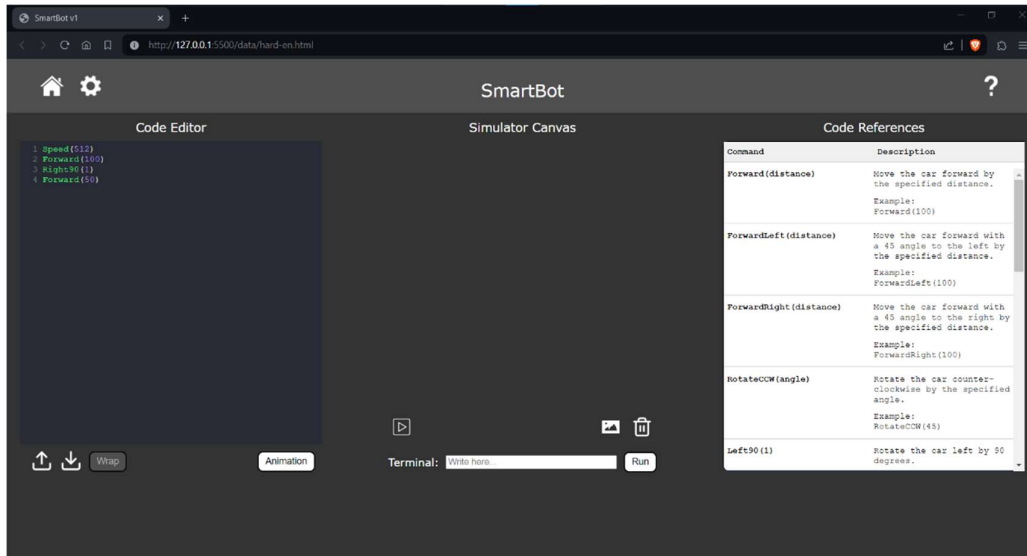 SmartBot v1
http://127.0.0.1:5500/data/hard-en.html
SmartBot
?
Code Editor
1 Speed(512)
2 Forward(100)
3 Right90(1)
4 Forward(50)
Wrap
Animation
Simulator Canvas
Terminal: Write here...
Run
Code References
Command Description
Forward(distance) Move the car forward by
the specified distance.
Example:
Forward(100)
ForwardLeft(distance) Move the car forward with
a 45 angle to the left by
the specified distance.
Example:
ForwardLeft(100)
ForwardRight(distance) Move the car forward with
a 45 angle to the right by
the specified distance.
Example:
ForwardRight(100)
RotateCCW(angle) Rotate the car counter-
clockwise by the specified
angle.
Example:
RotateCCW(45)
Left90(1) Rotate the car left by 90
degrees.